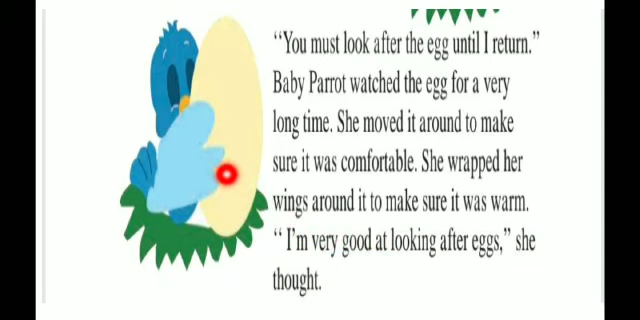 “You must look after the egg until I return.”
Baby Parrot watched the egg for a very
long time. She moved it around to make
sure it was comfortable. She wrapped her
wings around it to make sure it was warm.
“ I’m very good at looking after eggs,” she
thought.